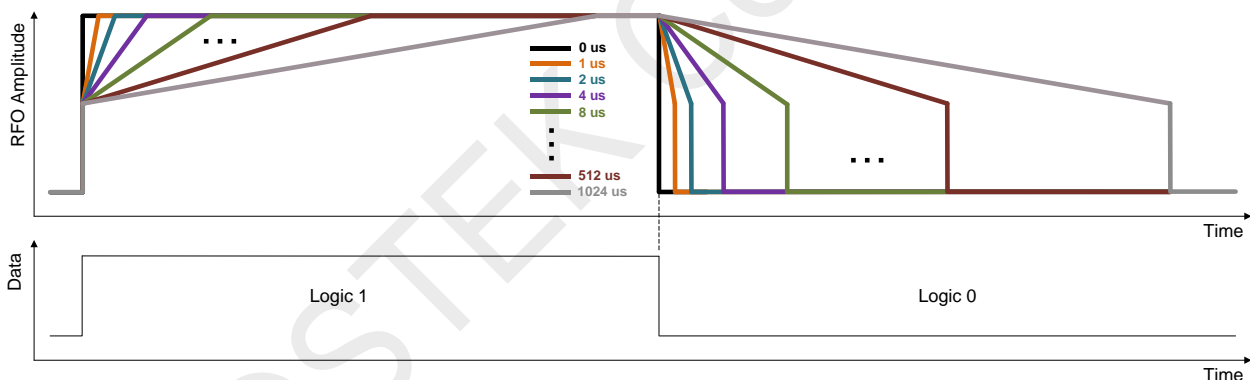 RFO Amplitude
0 us
1 us
2 us
4 us
8 us
512 us
1024 us
Time
Data
Logic 1
Logic 0
Time